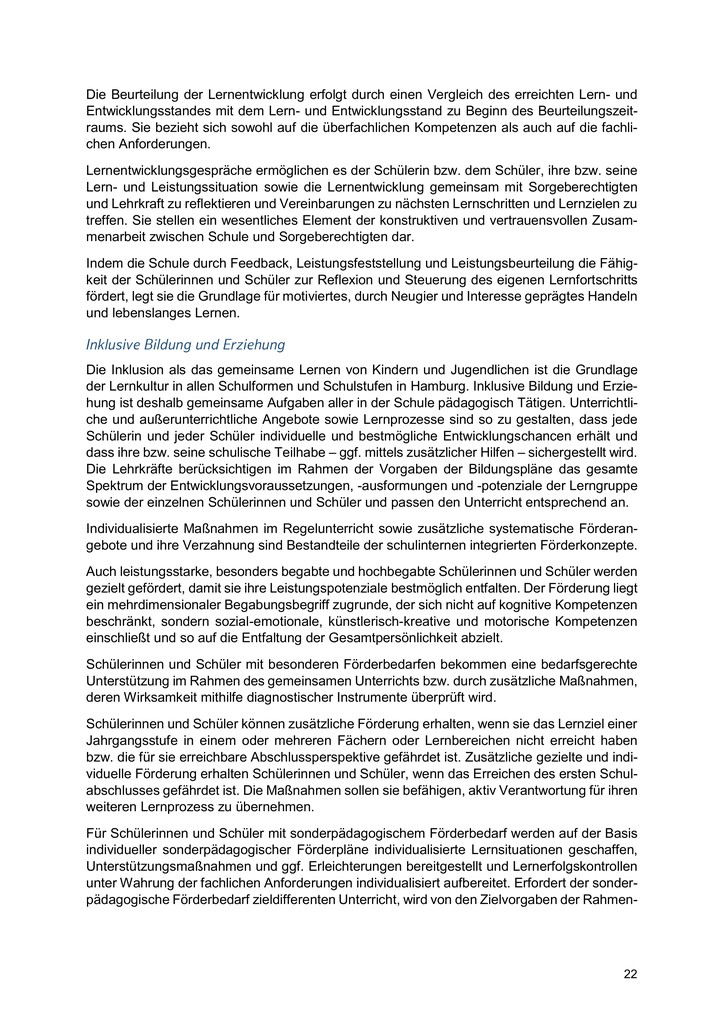 Die Beurteilung der Lernentwicklung erfolgt durch einen Vergleich des erreichten Lern- und
Entwicklungsstandes mit dem Lern- und Entwicklungsstand zu Beginn des Beurteilungszeit-
raums. Sie bezieht sich sowohl auf die überfachlichen Kompetenzen als auch auf die fachli-
chen Anforderungen.
Lernentwicklungsgespräche ermöglichen es der Schülerin bzw. dem Schüler, ihre bzw. seine
Lern- und Leistungssituation sowie die Lernentwicklung gemeinsam mit Sorgeberechtigten
und Lehrkraft zu reflektieren und Vereinbarungen zu nächsten Lernschritten und Lernzielen zu
treffen. Sie stellen ein wesentliches Element der konstruktiven und vertrauensvollen Zusam-
menarbeit zwischen Schule und Sorgeberechtigten dar.
Indem die Schule durch Feedback, Leistungsfeststellung und Leistungsbeurteilung die Fähig-
keit der Schülerinnen und Schüler zur Reflexion und Steuerung des eigenen Lernfortschritts
fördert, legt sie die Grundlage für motiviertes, durch Neugier und Interesse geprägtes Handeln
und lebenslanges Lernen.
Inklusive Bildung und Erziehung
Die Inklusion als das gemeinsame Lernen von Kindern und Jugendlichen ist die Grundlage
der Lernkultur in allen Schulformen und Schulstufen in Hamburg. Inklusive Bildung und Erzie-
hung ist deshalb gemeinsame Aufgaben aller in der Schule pädagogisch Tätigen. Unterrichtli-
che und außerunterrichtliche Angebote sowie Lernprozesse sind so zu gestalten, dass jede
Schülerin und jeder Schüler individuelle und bestmögliche Entwicklungschancen erhält und
dass ihre bzw. seine schulische Teilhabe – ggf. mittels zusätzlicher Hilfen – sichergestellt wird.
Die Lehrkräfte berücksichtigen im Rahmen der Vorgaben der Bildungspläne das gesamte
Spektrum der Entwicklungsvoraussetzungen, -ausformungen und -potenziale der Lerngruppe
sowie der einzelnen Schülerinnen und Schüler und passen den Unterricht entsprechend an.
Individualisierte Maßnahmen im Regelunterricht sowie zusätzliche systematische Förderan-
gebote und ihre Verzahnung sind Bestandteile der schulinternen integrierten Förderkonzepte.
Auch leistungsstarke, besonders begabte und hochbegabte Schülerinnen und Schüler werden
gezielt gefördert, damit sie ihre Leistungspotenziale bestmöglich entfalten. Der Förderung liegt
ein mehrdimensionaler Begabungsbegriff zugrunde, der sich nicht auf kognitive Kompetenzen
beschränkt, sondern sozial-emotionale, künstlerisch-kreative und motorische Kompetenzen
einschließt und so auf die Entfaltung der Gesamtpersönlichkeit abzielt.
Schülerinnen und Schüler mit besonderen Förderbedarfen bekommen eine bedarfsgerechte
Unterstützung im Rahmen des gemeinsamen Unterrichts bzw. durch zusätzliche Maßnahmen,
deren Wirksamkeit mithilfe diagnostischer Instrumente überprüft wird.
Schülerinnen und Schüler können zusätzliche Förderung erhalten, wenn sie das Lernziel einer
Jahrgangsstufe in einem oder mehreren Fächern oder Lernbereichen nicht erreicht haben
bzw. die für sie erreichbare Abschlussperspektive gefährdet ist. Zusätzliche gezielte und indi-
viduelle Förderung erhalten Schülerinnen und Schüler, wenn das Erreichen des ersten Schul-
abschlusses gefährdet ist. Die Maßnahmen sollen sie befähigen, aktiv Verantwortung für ihren
weiteren Lernprozess zu übernehmen.
Für Schülerinnen und Schüler mit sonderpädagogischem Förderbedarf werden auf der Basis
individueller sonderpädagogischer Förderpläne individualisierte Lernsituationen geschaffen,
Unterstützungsmaßnahmen und ggf. Erleichterungen bereitgestellt und Lernerfolgskontrollen
unter Wahrung der fachlichen Anforderungen individualisiert aufbereitet. Erfordert der sonder-
pädagogische Förderbedarf zieldifferenten Unterricht, wird von den Zielvorgaben der Rahmen-
22